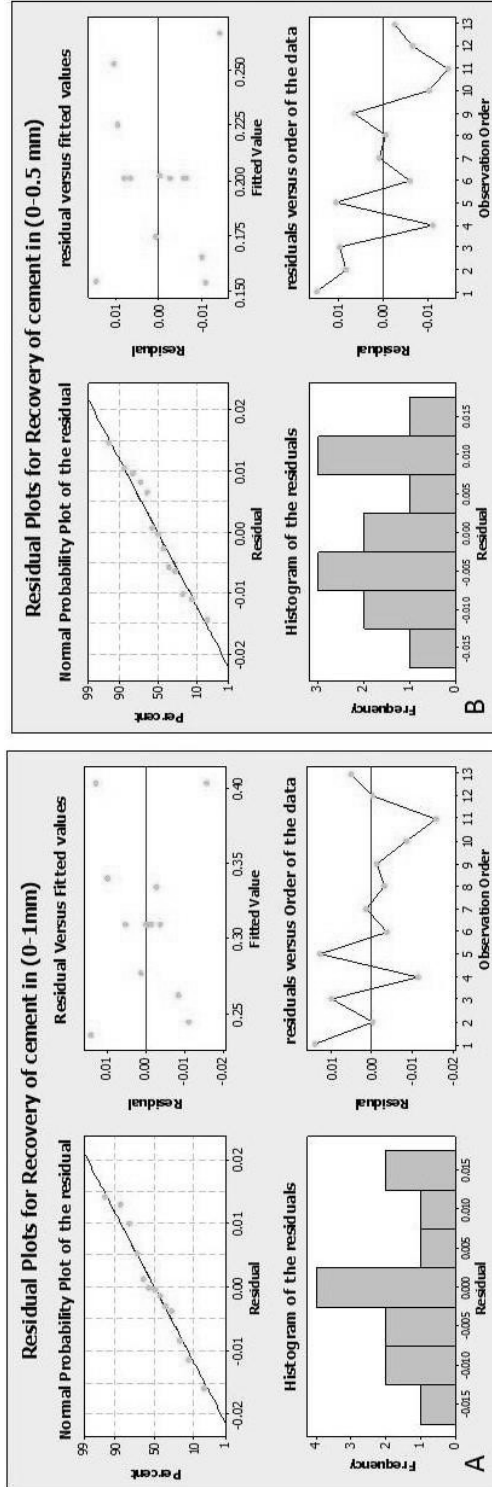 Residual Plots for Recovery of cement in (0-1mm)
Normal Probability Plot of the residual
99
90
50
10
1
Per cent
-0.02
-0.01
0.00
0.01
0.02
Residual
Residual Versus Fitted values
0.01
0.00
-0.01
-0.02
Residual
0.25
0.30
0.35
0.40
Fitted Value
Histogram of the residuals
4
3
2
1
0
Frequency
-0.015
-0.010
-0.005
0.000
0.005
0.010
0.015
Residual
residuals versus Order of the data
0.01
0.00
-0.01
-0.02
Residual
1 2 3 4 5 6 7 8 9 10 11 12 13
Observation Order
A
Residual Plots for Recovery of cement in (0-0.5 mm)
Normal Probability Plot of the residual
99
90
50
10
1
Per cent
-0.02
-0.01
0.00
0.01
0.02
Residual
residual versus fitted values
0.01
0.00
-0.01
Residual
0.150
0.175
0.200
0.225
0.250
Fitted Value
Histogram of the residuals
3
2
1
0
Frequency
-0.015
-0.010
-0.005
0.000
0.005
0.010
0.015
Residual
residuals versus order of the data
0.01
0.00
-0.01
Residual
1 2 3 4 5 6 7 8 9 10 11 12 13
Observation Order
B